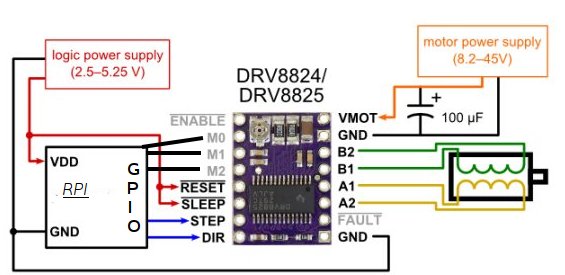 logic power supply
(2.5–5.25 V)
motor power supply
(8.2–45V)
DRV8824/
DRV8825
ENABLE
M0
M1
M2
RESET
SLEEP
STEP
DIR
VMOT
GND
B2
B1
A1
A2
FAULT
GND
+
100 µF
VDD
RPI
GND
G
P
I
O